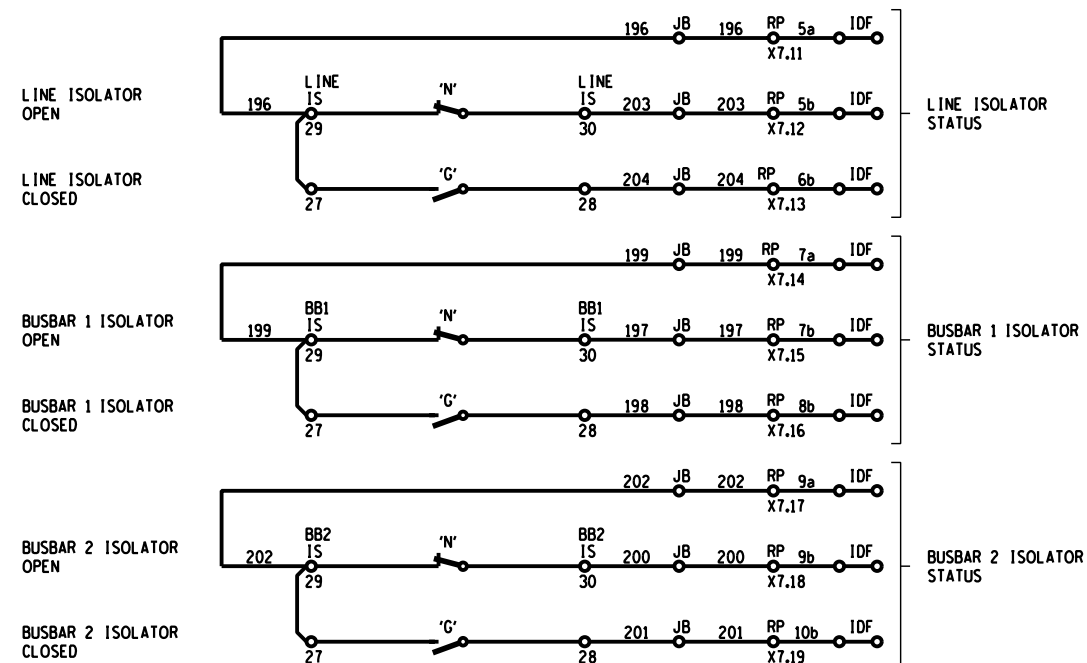 196 JB 196 RP 5a IDF
X7.11
LINE ISOLATOR
OPEN
196
LINE
IS
29
'N'
LINE
IS
30
203 JB 203 RP 5b IDF
X7.12
LINE ISOLATOR
STATUS
LINE ISOLATOR
CLOSED
27
'G'
28
204 JB 204 RP 6b IDF
X7.13
199 JB 199 RP 7a IDF
X7.14
BUSBAR 1 ISOLATOR
OPEN
199
BB1
IS
29
'N'
BB1
IS
30
197 JB 197 RP 7b IDF
X7.15
BUSBAR 1 ISOLATOR
STATUS
BUSBAR 1 ISOLATOR
CLOSED
27
'G'
28
198 JB 198 RP 8b IDF
X7.16
202 JB 202 RP 9a IDF
X7.17
BUSBAR 2 ISOLATOR
OPEN
202
BB2
IS
29
'N'
BB2
IS
30
200 JB 200 RP 9b IDF
X7.18
BUSBAR 2 ISOLATOR
STATUS
BUSBAR 2 ISOLATOR
CLOSED
27
'G'
28
201 JB 201 RP 10b IDF
X7.19